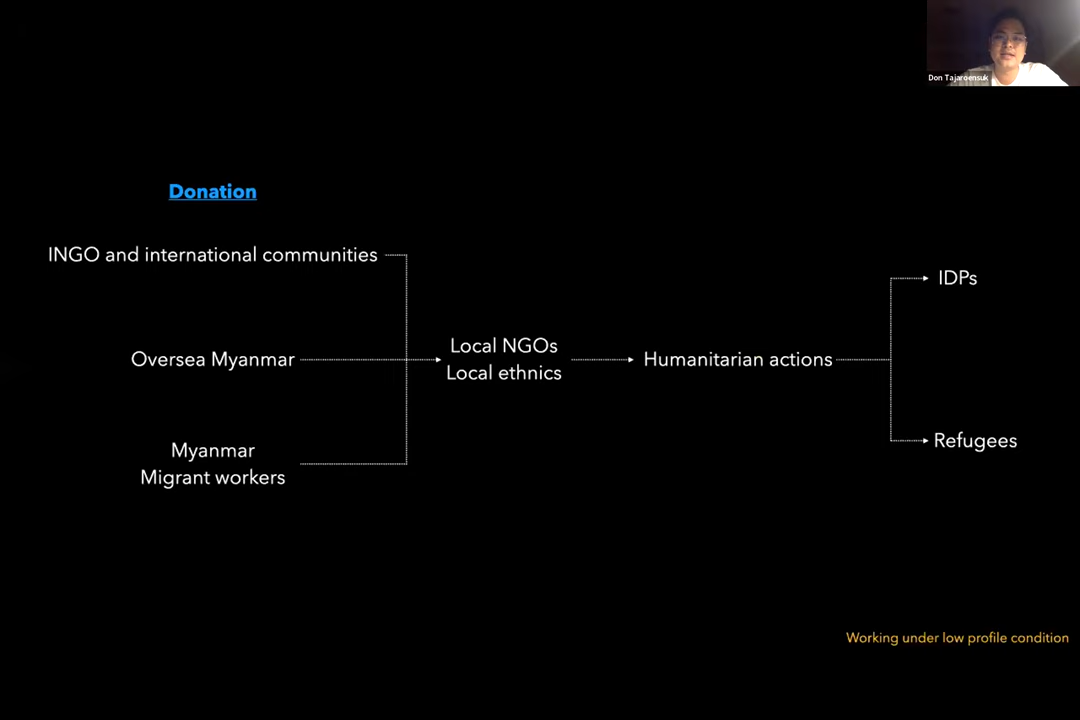 Don Tajaroensuk
Donation
INGO and international communities
Oversea Myanmar
Myanmar
Migrant workers
Local NGOs
Local ethnics
Humanitarian actions
IDPs
Refugees
Working under low profile condition